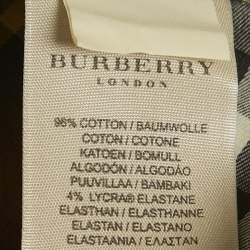 BURBERRY
LONDON
96% COTTON / BAUMWOLLE
COTON / COTONE
KATOEN / BOMULL
ALGODÓN / ALGODÃO
PUUVILLAA / BAMBAKI
4% LYCRA® ELASTANE
ELASTHAN / ELASTHANNE
ELASTAN / ELASTANO
ELASTAANIA / ELASTAN